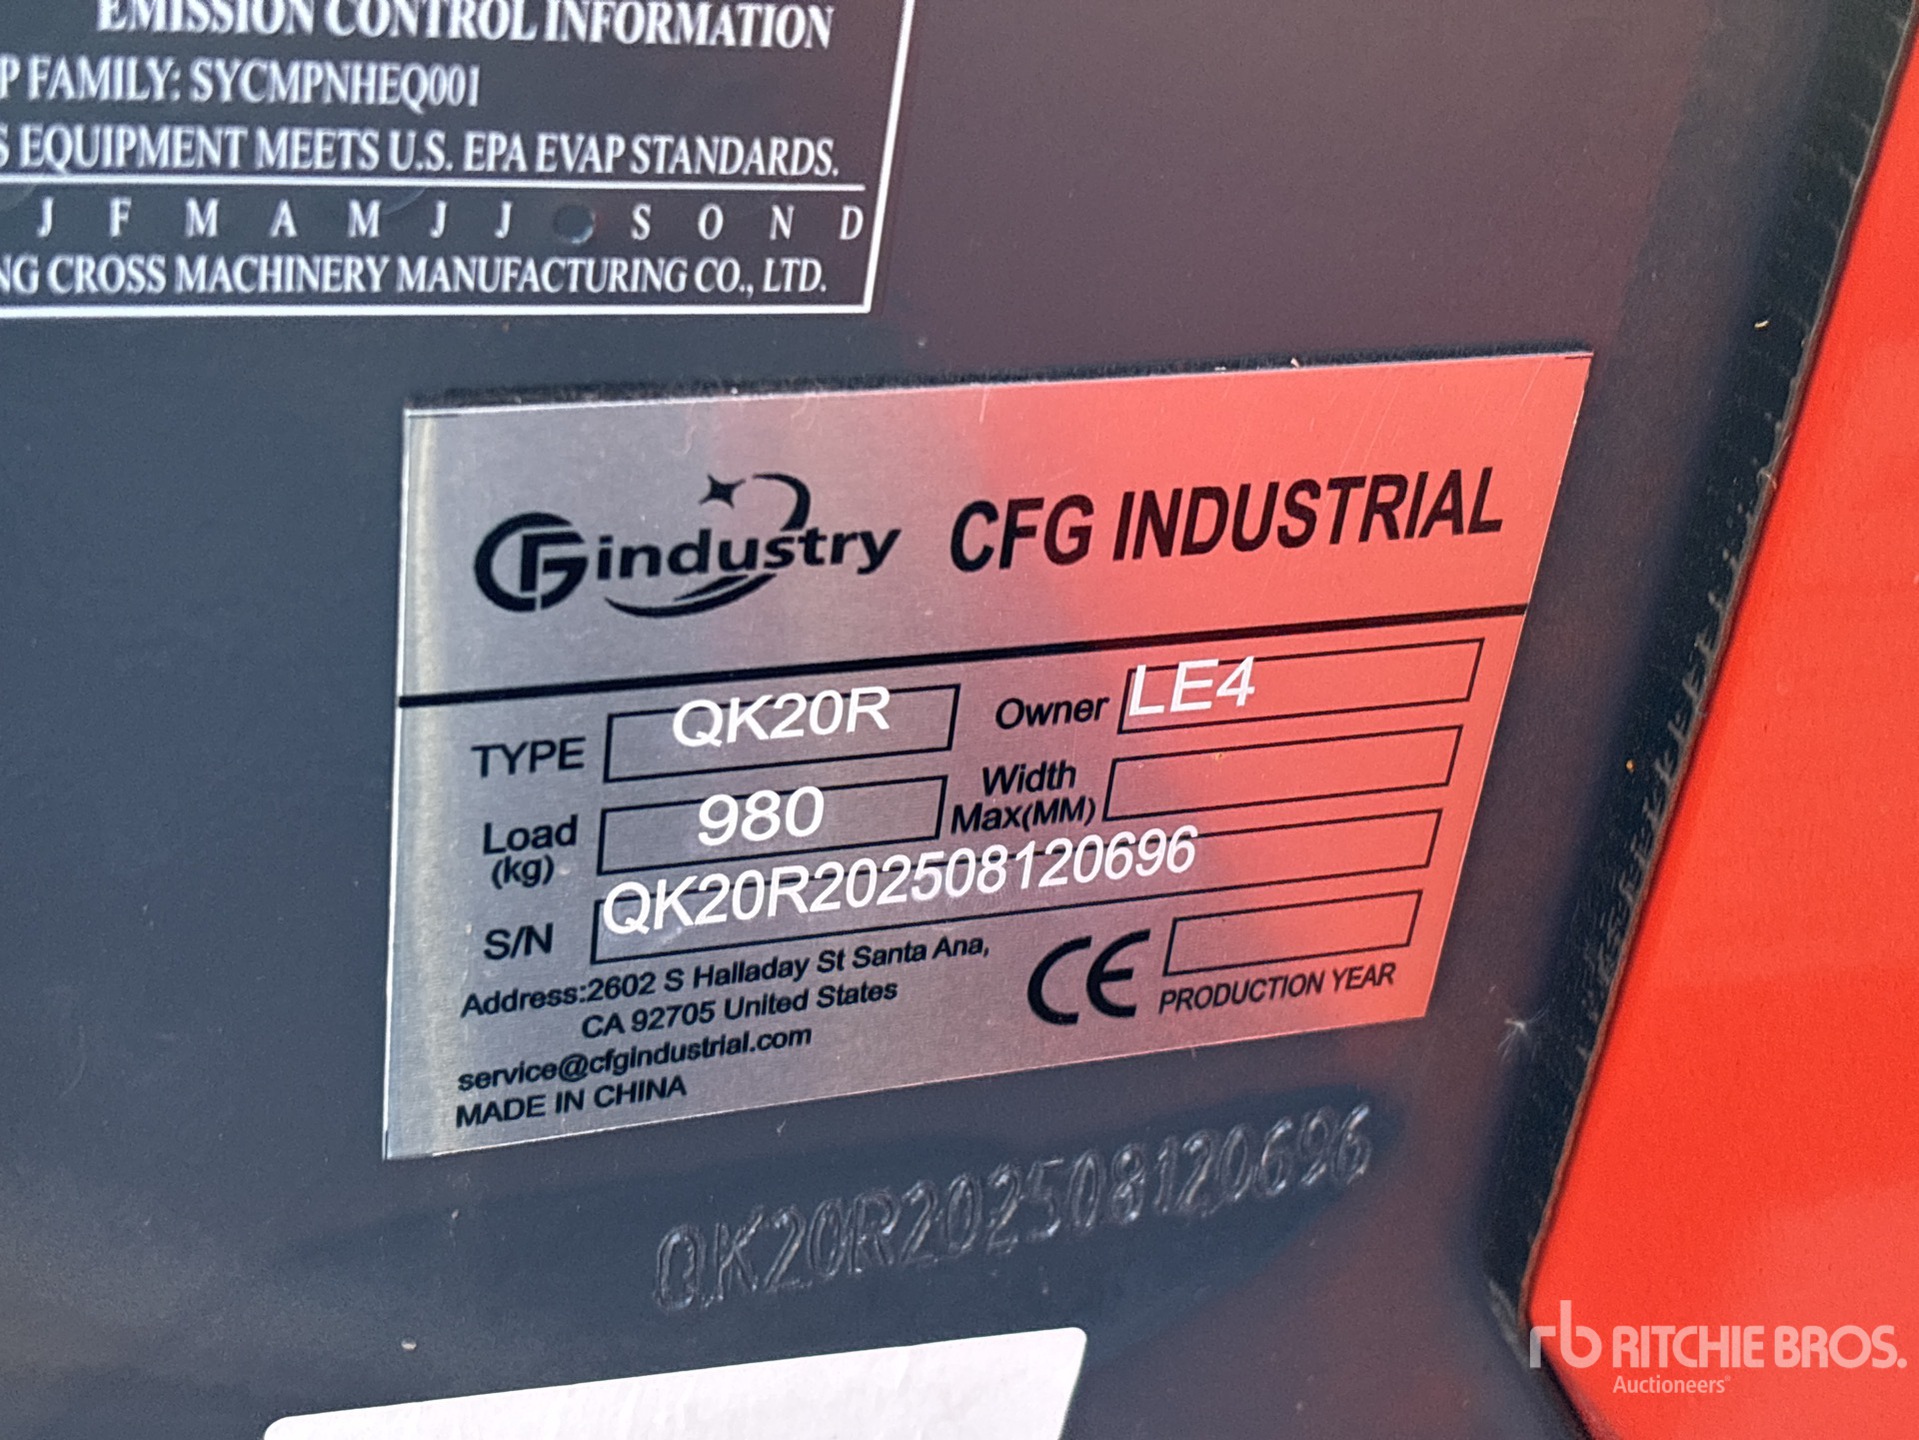 EMISSION CONTROL INFORMATION
P FAMILY: SYCMPNHEQ001
S EQUIPMENT MEETS U.S. EPA EVAP STANDARDS.
J F M A M J J S O N D
NG CROSS MACHINERY MANUFACTURING CO., LTD.
CFG industry CFG INDUSTRIAL
TYPE QK20R Owner LE4
Load (kg) 980 Width Max(MM)
S/N QK20R202508120696
Address:2602 S Halladay St Santa Ana,
CA 92705 United States
service@cfgindustrial.com
MADE IN CHINA
CE PRODUCTION YEAR
QK20R202508120696
rb RITCHIE BROS.
Auctioneers